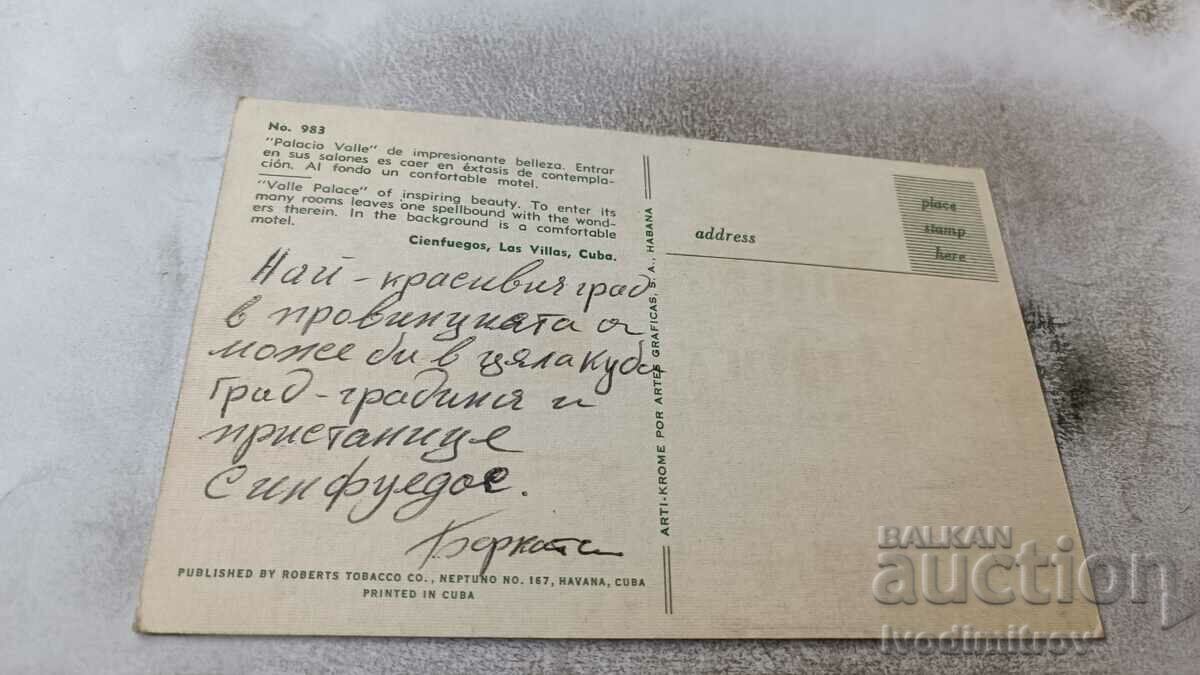 No. 983
"Palacio Valle" de impresionante belleza. Entrar
en sus salones es caer en éxtasis de contempla-
ción. Al fondo un confortable motel.
"Valle Palace" of inspiring beauty. To enter its
many rooms leaves one spellbound with the wond-
ers therein. In the background is a comfortable
motel.
Cienfuegos, Las Villas, Cuba.
Най-красивия град
в провинцията
може би в цяла Куба,
Град-градина и
пристанище
Синфуегос.
PUBLISHED BY ROBERTS TOBACCO CO., NEPTUNO NO. 167, HAVANA, CUBA
PRINTED IN CUBA
ARTI-KROME POR ARTES GRAFICAS, S. A., HABANA
address
place
stamp
here
BALKAN
auction
Ivodimitrov